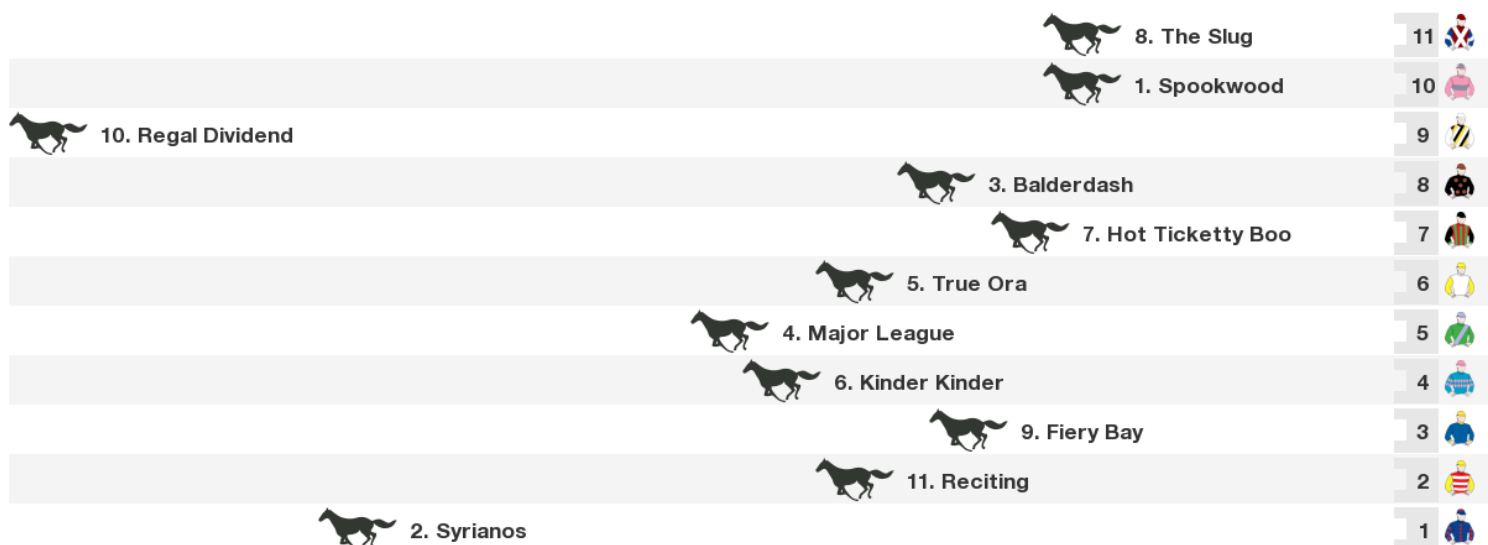 8. The Slug 11
1. Spookwood 10
10. Regal Dividend 9
3. Balderdash 8
7. Hot Ticketty Boo 7
5. True Ora 6
4. Major League 5
6. Kinder Kinder 4
9. Fiery Bay 3
11. Reciting 2
2. Syrianos 1